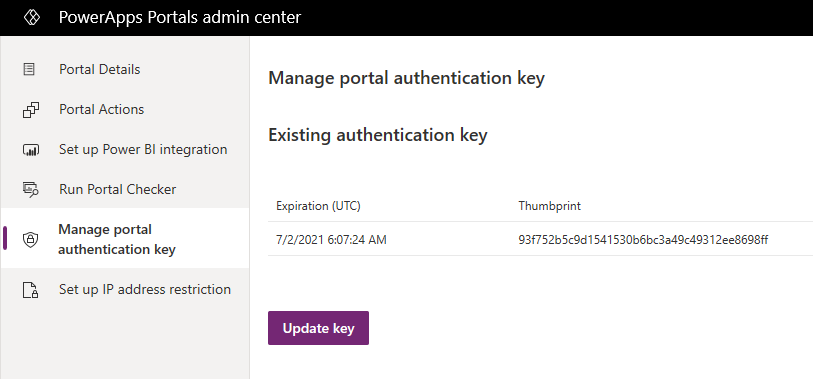 PowerApps Portals admin center
Portal Details
Portal Actions
Set up Power BI integration
Run Portal Checker
Manage portal
authentication key
Set up IP address restriction
Manage portal authentication key
Existing authentication key
Expiration (UTC) Thumbprint
7/2/2021 6:07:24 AM 93f752b5c9d1541530b6bc3a49c49312ee8698ff
Update key